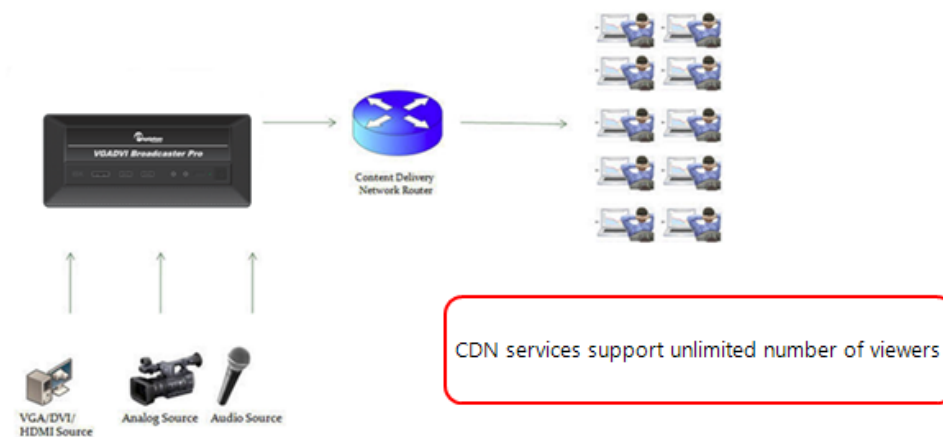 VGADVI Broadcaster Pro
Content Delivery
Network Router
CDN services support unlimited number of viewers
VGA/DVI/
HDMI Source
Analog Source
Audio Source